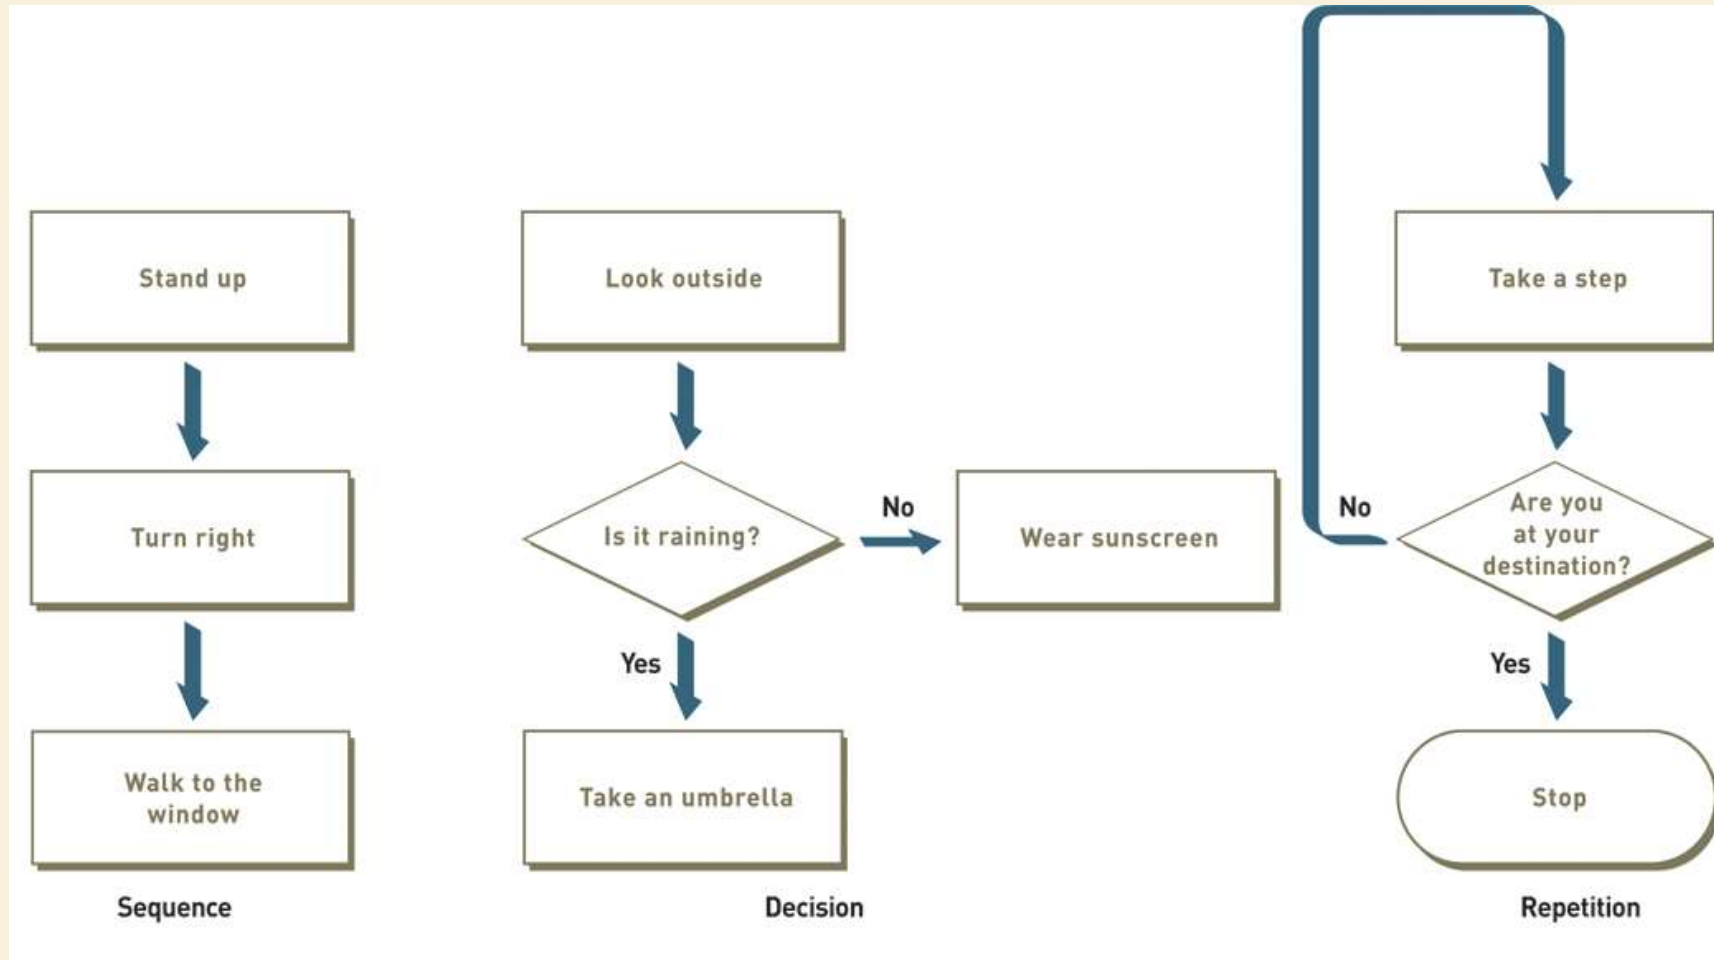 Stand up
Turn right
Walk to the
window
Sequence
Look outside
Is it raining?
No
Wear sunscreen
Yes
Take an umbrella
Decision
Take a step
Are you
at your
destination?
No
Yes
Stop
Repetition